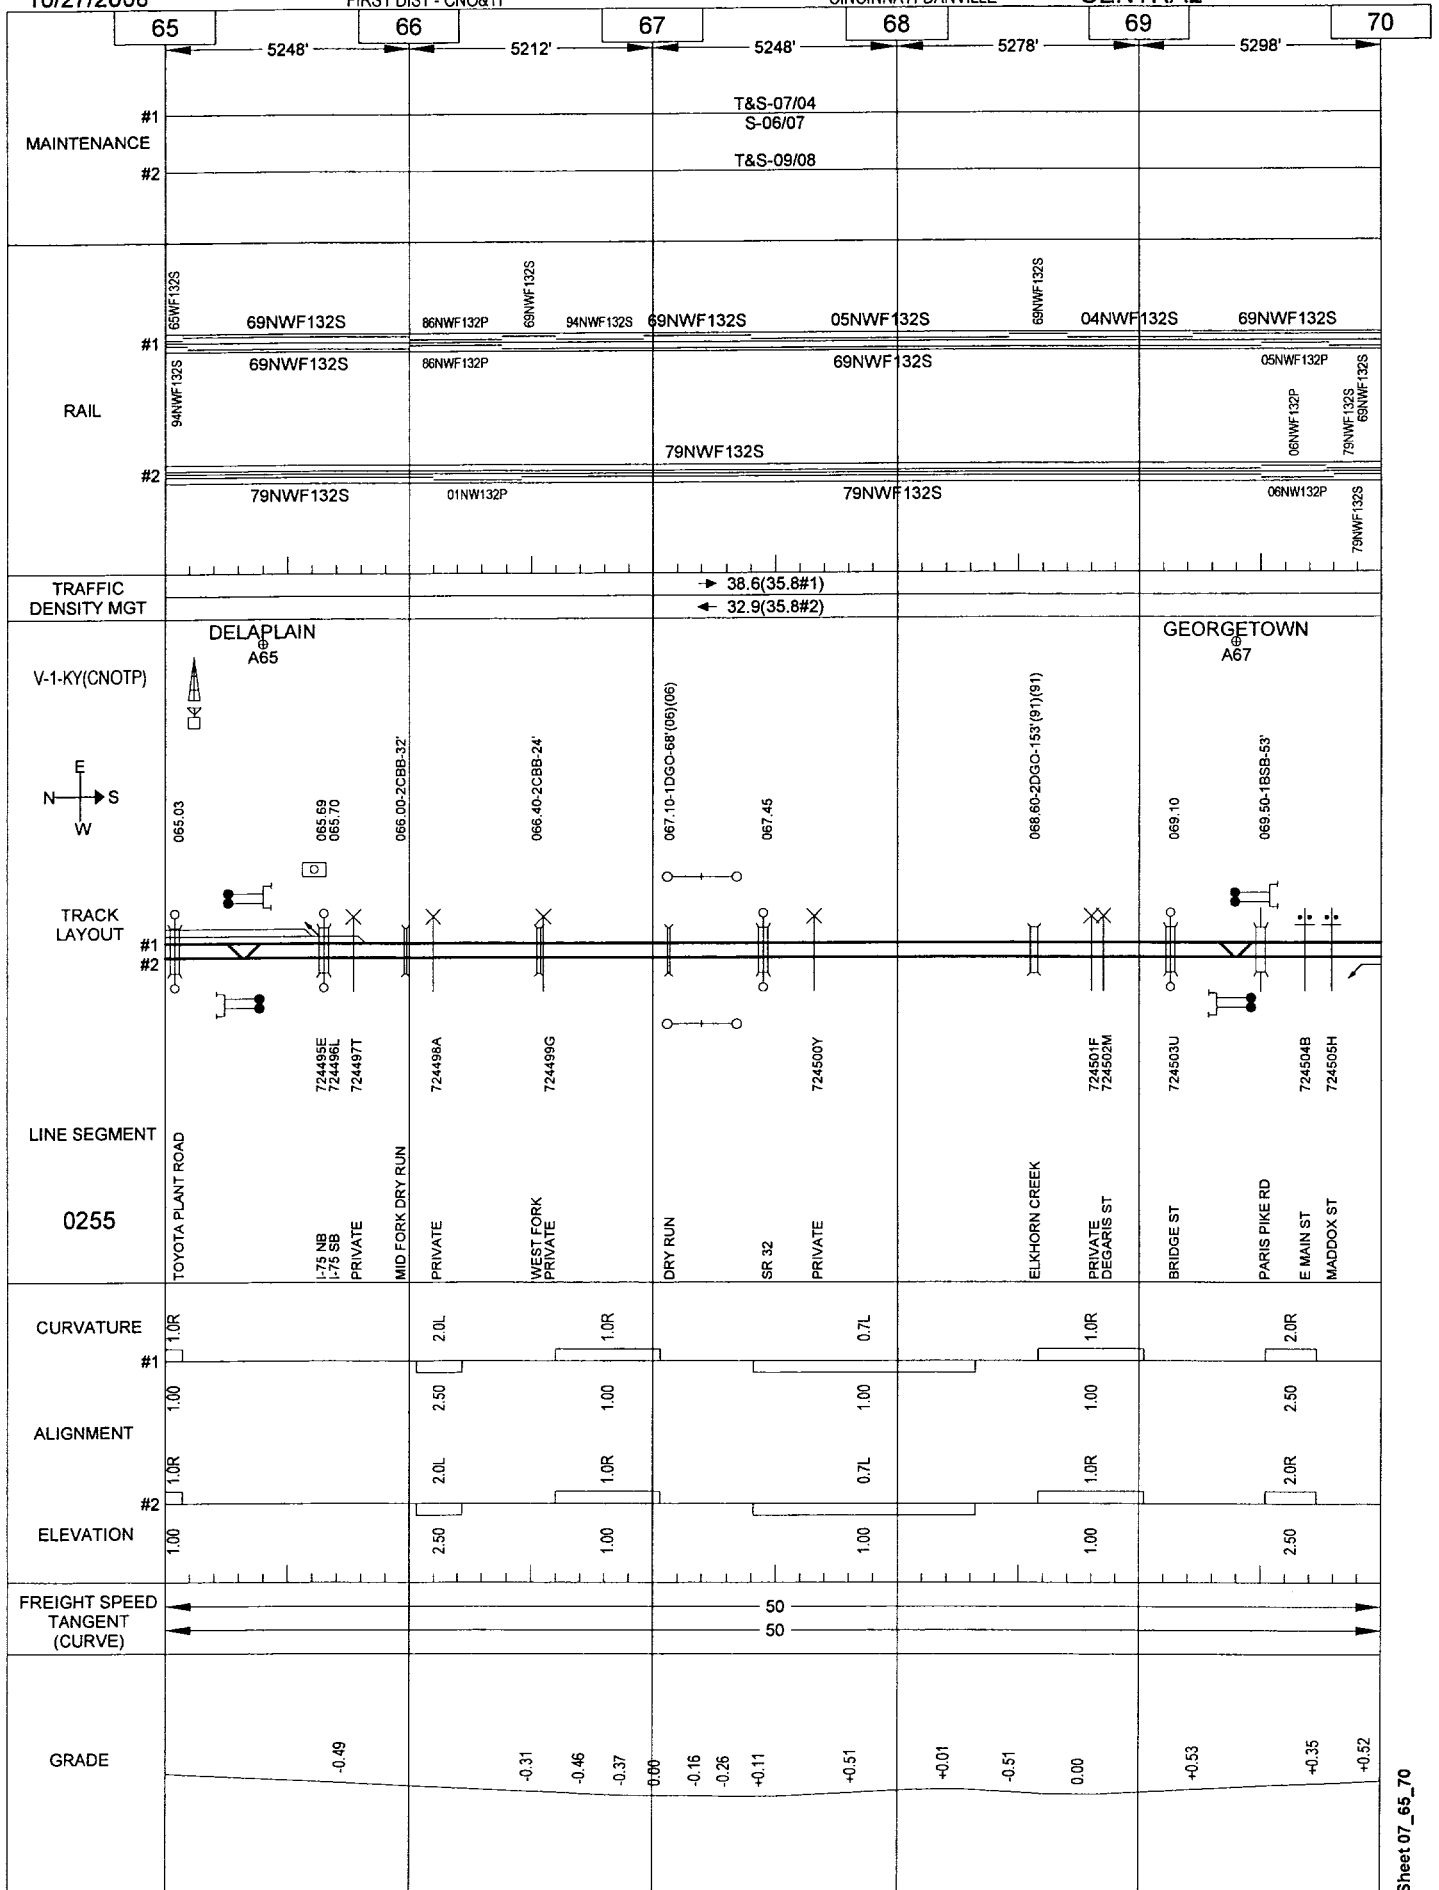 10/27/2008 FIRST DIST - CNO&TP CINCINNATI-DANVILLE CENTRAL
65 66 67 68 69 70
5248' 5212' 5248' 5278' 5298'
MAINTENANCE
#1
T&S-07/04
S-06/07
#2
T&S-09/08
RAIL
69WF132S
69NWF132S
86NWF132P
69NWF132S
94NWF132S
69NWF132S
05NWF132S
69NWF132S
04NWF132S
69NWF132S
#1
94NWF132S
69NWF132S
86NWF132P
69NWF132S
05NWF132P
06NWF132P
79NWF132S
69NWF132S
79NWF132S
#2
79NWF132S
01NW132P
79NWF132S
06NW132P
79NWF132S
TRAFFIC
DENSITY MGT
38.6(35.8#1)
32.9(35.8#2)
DELAPLAIN
A65
GEORGETOWN
A67
V-1-KY(CNOTP)
E
N S
W
065.03
065.69
065.70
066.00-2CBB-32'
066.40-2CBB-24'
067.10-1DGO-68'(06)(06)
067.45
068.60-2DGO-153'(91)(91)
069.10
069.50-1BSB-53'
TRACK
LAYOUT
#1
#2
724495E
724496L
724497T
724498A
724499G
724500Y
724501F
724502M
724503U
724504B
724505H
LINE SEGMENT
0255
TOYOTA PLANT ROAD
I-75 NB
I-75 SB
PRIVATE
MID FORK DRY RUN
PRIVATE
WEST FORK
PRIVATE
DRY RUN
SR 32
PRIVATE
ELKHORN CREEK
PRIVATE
DEGARIS ST
BRIDGE ST
PARIS PIKE RD
E MAIN ST
MADDOX ST
CURVATURE
1.0R 2.0L 1.0R 0.7L 1.0R 2.0R
#1
1.00 2.50 1.00 1.00 1.00 2.50
ALIGNMENT
1.0R 2.0L 1.0R 0.7L 1.0R 2.0R
#2
ELEVATION
1.00 2.50 1.00 1.00 1.00 2.50
FREIGHT SPEED
TANGENT
(CURVE)
50
50
GRADE
-0.49 -0.31 -0.46 -0.37 0.00 -0.16 -0.26 +0.11 +0.51 +0.01 -0.51 0.00 +0.53 +0.35 +0.52
Sheet 07_65_70